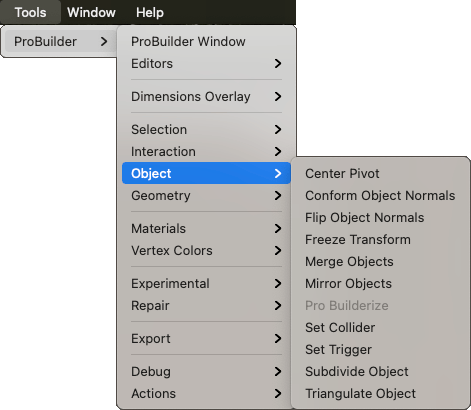 Tools Window Help
ProBuilder
ProBuilder Window
Editors
Dimensions Overlay
Selection
Interaction
Object
Geometry
Materials
Vertex Colors
Experimental
Repair
Export
Debug
Actions
Center Pivot
Conform Object Normals
Flip Object Normals
Freeze Transform
Merge Objects
Mirror Objects
Pro Builderize
Set Collider
Set Trigger
Subdivide Object
Triangulate Object